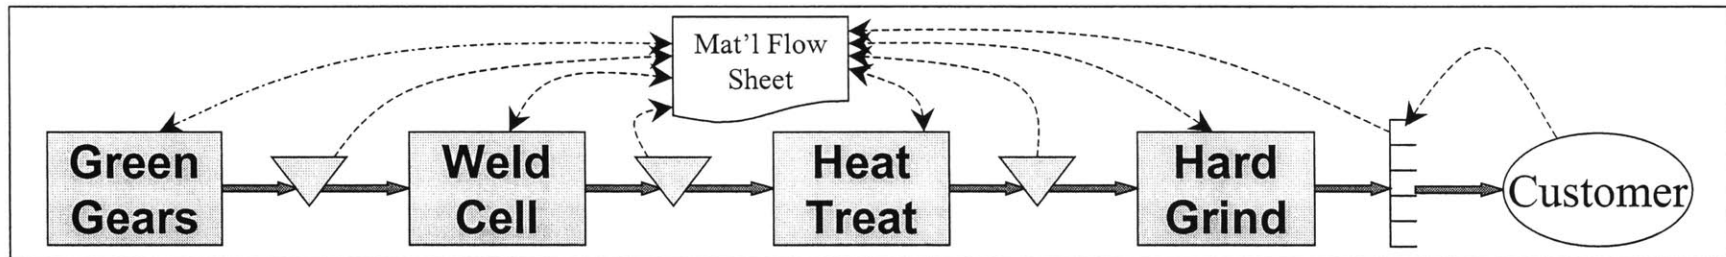 Mat'l Flow
Sheet
Green
Gears
Weld
Cell
Heat
Treat
Hard
Grind
Customer